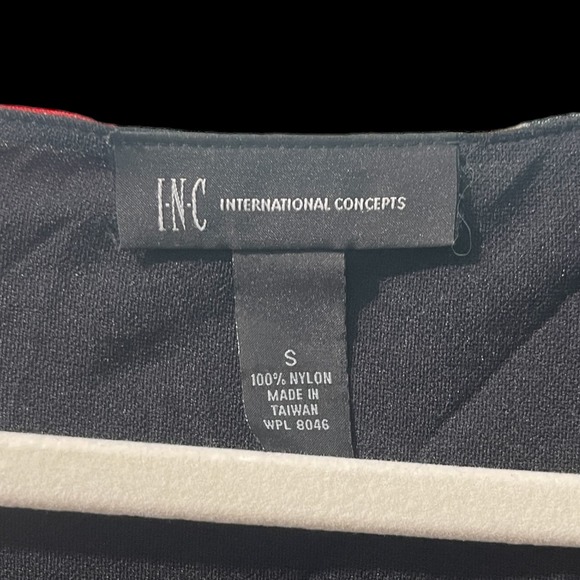 I·N·C INTERNATIONAL CONCEPTS
S
100% NYLON
MADE IN
TAIWAN
WPL 8046